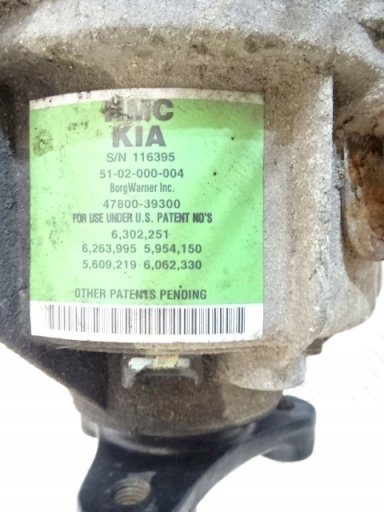 HMC
KIA
S/N 116395
51-02-000-004
BorgWarner Inc.
47800-39300
FOR USE UNDER U.S. PATENT NO'S
6,302,251
6,263,995 5,954,150
5,609,219 6,062,330
OTHER PATENTS PENDING